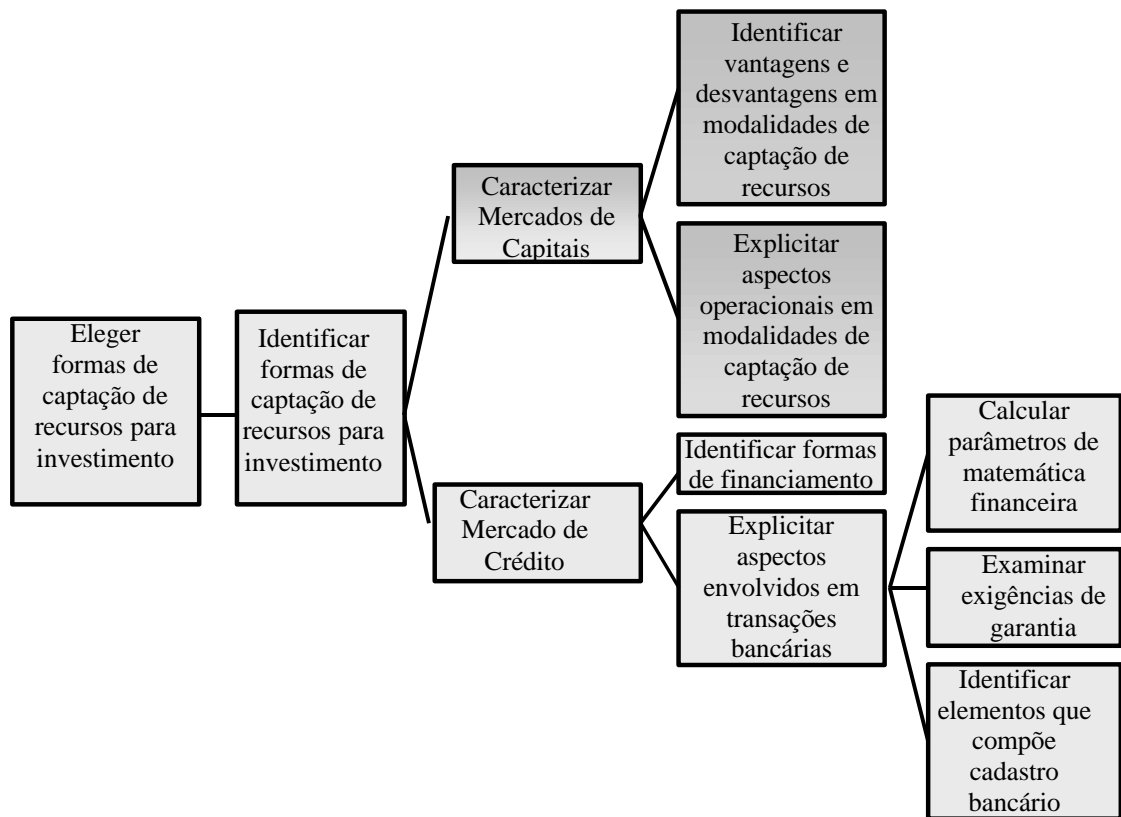 Eleger
formas de
captação de
recursos para
investimento
Identificar
formas de
captação de
recursos para
investimento
Caracterizar
Mercados de
Capitais
Identificar
vantagens e
desvantagens em
modalidades de
captação de
recursos
Explicitar
aspectos
operacionais em
modalidades de
captação de
recursos
Caracterizar
Mercado de
Crédito
Identificar formas
de financiamento
Explicitar
aspectos
envolvidos em
transações
bancárias
Calcular
parâmetros de
matemática
financeira
Examinar
exigências de
garantia
Identificar
elementos que
compõe
cadastro
bancário